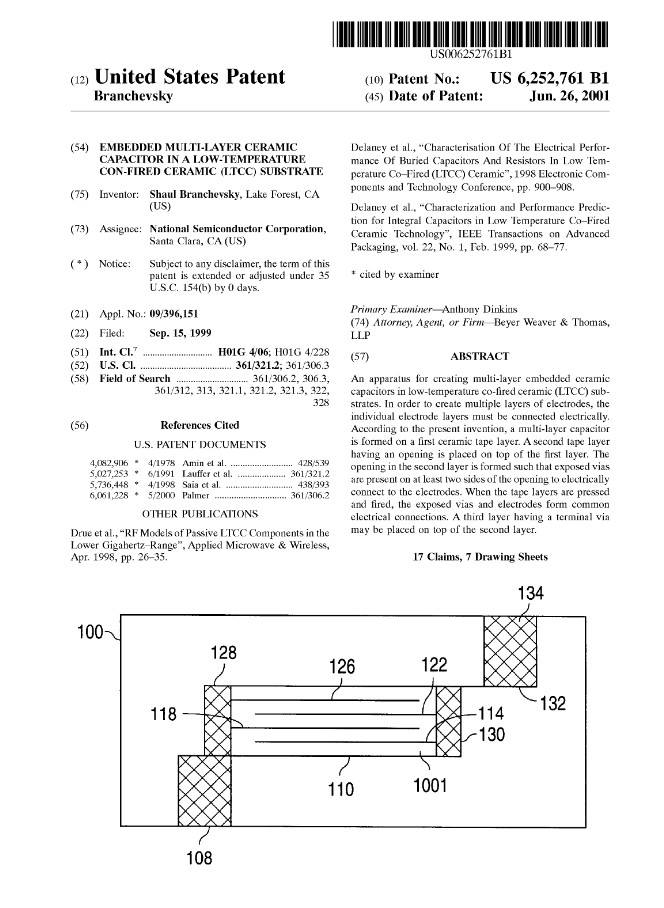 US006252761B1
(12) United States Patent
Branchevsky
(10) Patent No.: US 6,252,761 B1
(45) Date of Patent: Jun. 26, 2001
(54) EMBEDDED MULTI-LAYER CERAMIC
CAPACITOR IN A LOW-TEMPERATURE
CON-FIRED CERAMIC (LTCC) SUBSTRATE
(75) Inventor: Shaul Branchevsky, Lake Forest, CA
(US)
(73) Assignee: National Semiconductor Corporation,
Santa Clara, CA (US)
( * ) Notice: Subject to any disclaimer, the term of this
patent is extended or adjusted under 35
U.S.C. 154(b) by 0 days.
(21) Appl. No.: 09/396,151
(22) Filed: Sep. 15, 1999
(51) Int. Cl.7 ............................ H01G 4/06; H01G 4/228
(52) U.S. Cl. ..................................... 361/321.2; 361/306.3
(58) Field of Search ............................. 361/306.2, 306.3,
361/312, 313, 321.1, 321.2, 321.3, 322,
328
(56) References Cited
U.S. PATENT DOCUMENTS
4,082,906 * 4/1978 Amin et al. ......................... 428/539
5,027,253 * 6/1991 Lauffer et al. ................... 361/321.2
5,736,448 * 4/1998 Saia et al. ........................... 438/393
6,061,228 * 5/2000 Palmer ............................. 361/306.2
OTHER PUBLICATIONS
Drue et al., “RF Models of Passive LTCC Components in the
Lower Gigahertz–Range”, Applied Microwave & Wireless,
Apr. 1998, pp. 26–35.
Delaney et al., “Characterisation Of The Electrical Perfor-
mance Of Buried Capacitors And Resistors In Low Tem-
perature Co–Fired (LTCC) Ceramic”, 1998 Electronic Com-
ponents and Technology Conference, pp. 900–908.
Delaney et al., “Characterization and Performance Predic-
tion for Integral Capacitors in Low Temperature Co–Fired
Ceramic Technology”, IEEE Transactions on Advanced
Packaging, vol. 22, No. 1, Feb. 1999, pp. 68–77.
* cited by examiner
Primary Examiner—Anthony Dinkins
(74) Attorney, Agent, or Firm—Beyer Weaver & Thomas,
LLP
(57) ABSTRACT
An apparatus for creating multi-layer embedded ceramic
capacitors in low-temperature co-fired ceramic (LTCC) sub-
strates. In order to create multiple layers of electrodes, the
individual electrode layers must be connected electrically.
According to the present invention, a multi-layer capacitor
is formed on a first ceramic tape layer. A second tape layer
having an opening is placed on top of the first layer. The
opening in the second layer is formed such that exposed vias
are present on at least two sides of the opening to electrically
connect to the electrodes. When the tape layers are pressed
and fired, the exposed vias and electrodes form common
electrical connections. A third layer having a terminal via
may be placed on top of the second layer.
17 Claims, 7 Drawing Sheets
134
100
128
126
122
132
118
114
130
110
1001
108